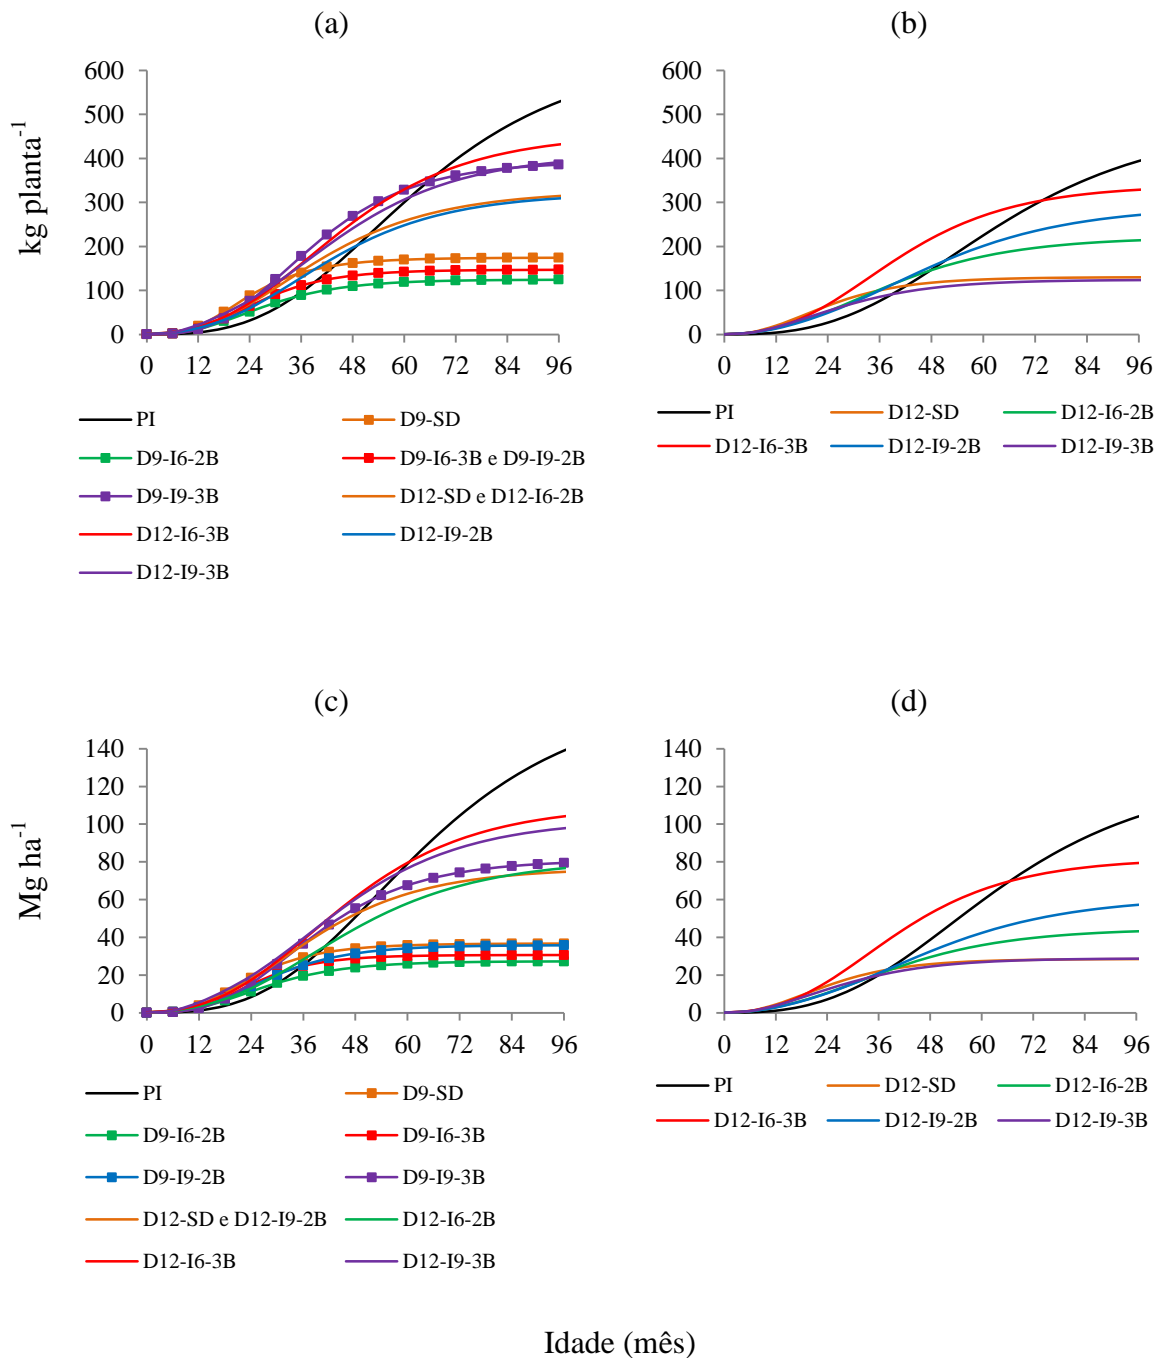 (a)
(b)
kg planta⁻¹
600
500
400
300
200
100
0
0 12 24 36 48 60 72 84 96
600
500
400
300
200
100
0
0 12 24 36 48 60 72 84 96
PI D9-SD
D9-I6-2B D9-I6-3B e D9-I9-2B
D9-I9-3B D12-SD e D12-I6-2B
D12-I6-3B D12-I9-2B
D12-I9-3B
PI D12-SD D12-I6-2B
D12-I6-3B D12-I9-2B D12-I9-3B
(c)
(d)
Mg ha⁻¹
140
120
100
80
60
40
20
0
0 12 24 36 48 60 72 84 96
140
120
100
80
60
40
20
0
0 12 24 36 48 60 72 84 96
PI D9-SD
D9-I6-2B D9-I6-3B
D9-I9-2B D9-I9-3B
D12-SD e D12-I9-2B D12-I6-2B
D12-I6-3B D12-I9-3B
PI D12-SD D12-I6-2B
D12-I6-3B D12-I9-2B D12-I9-3B
Idade (mês)